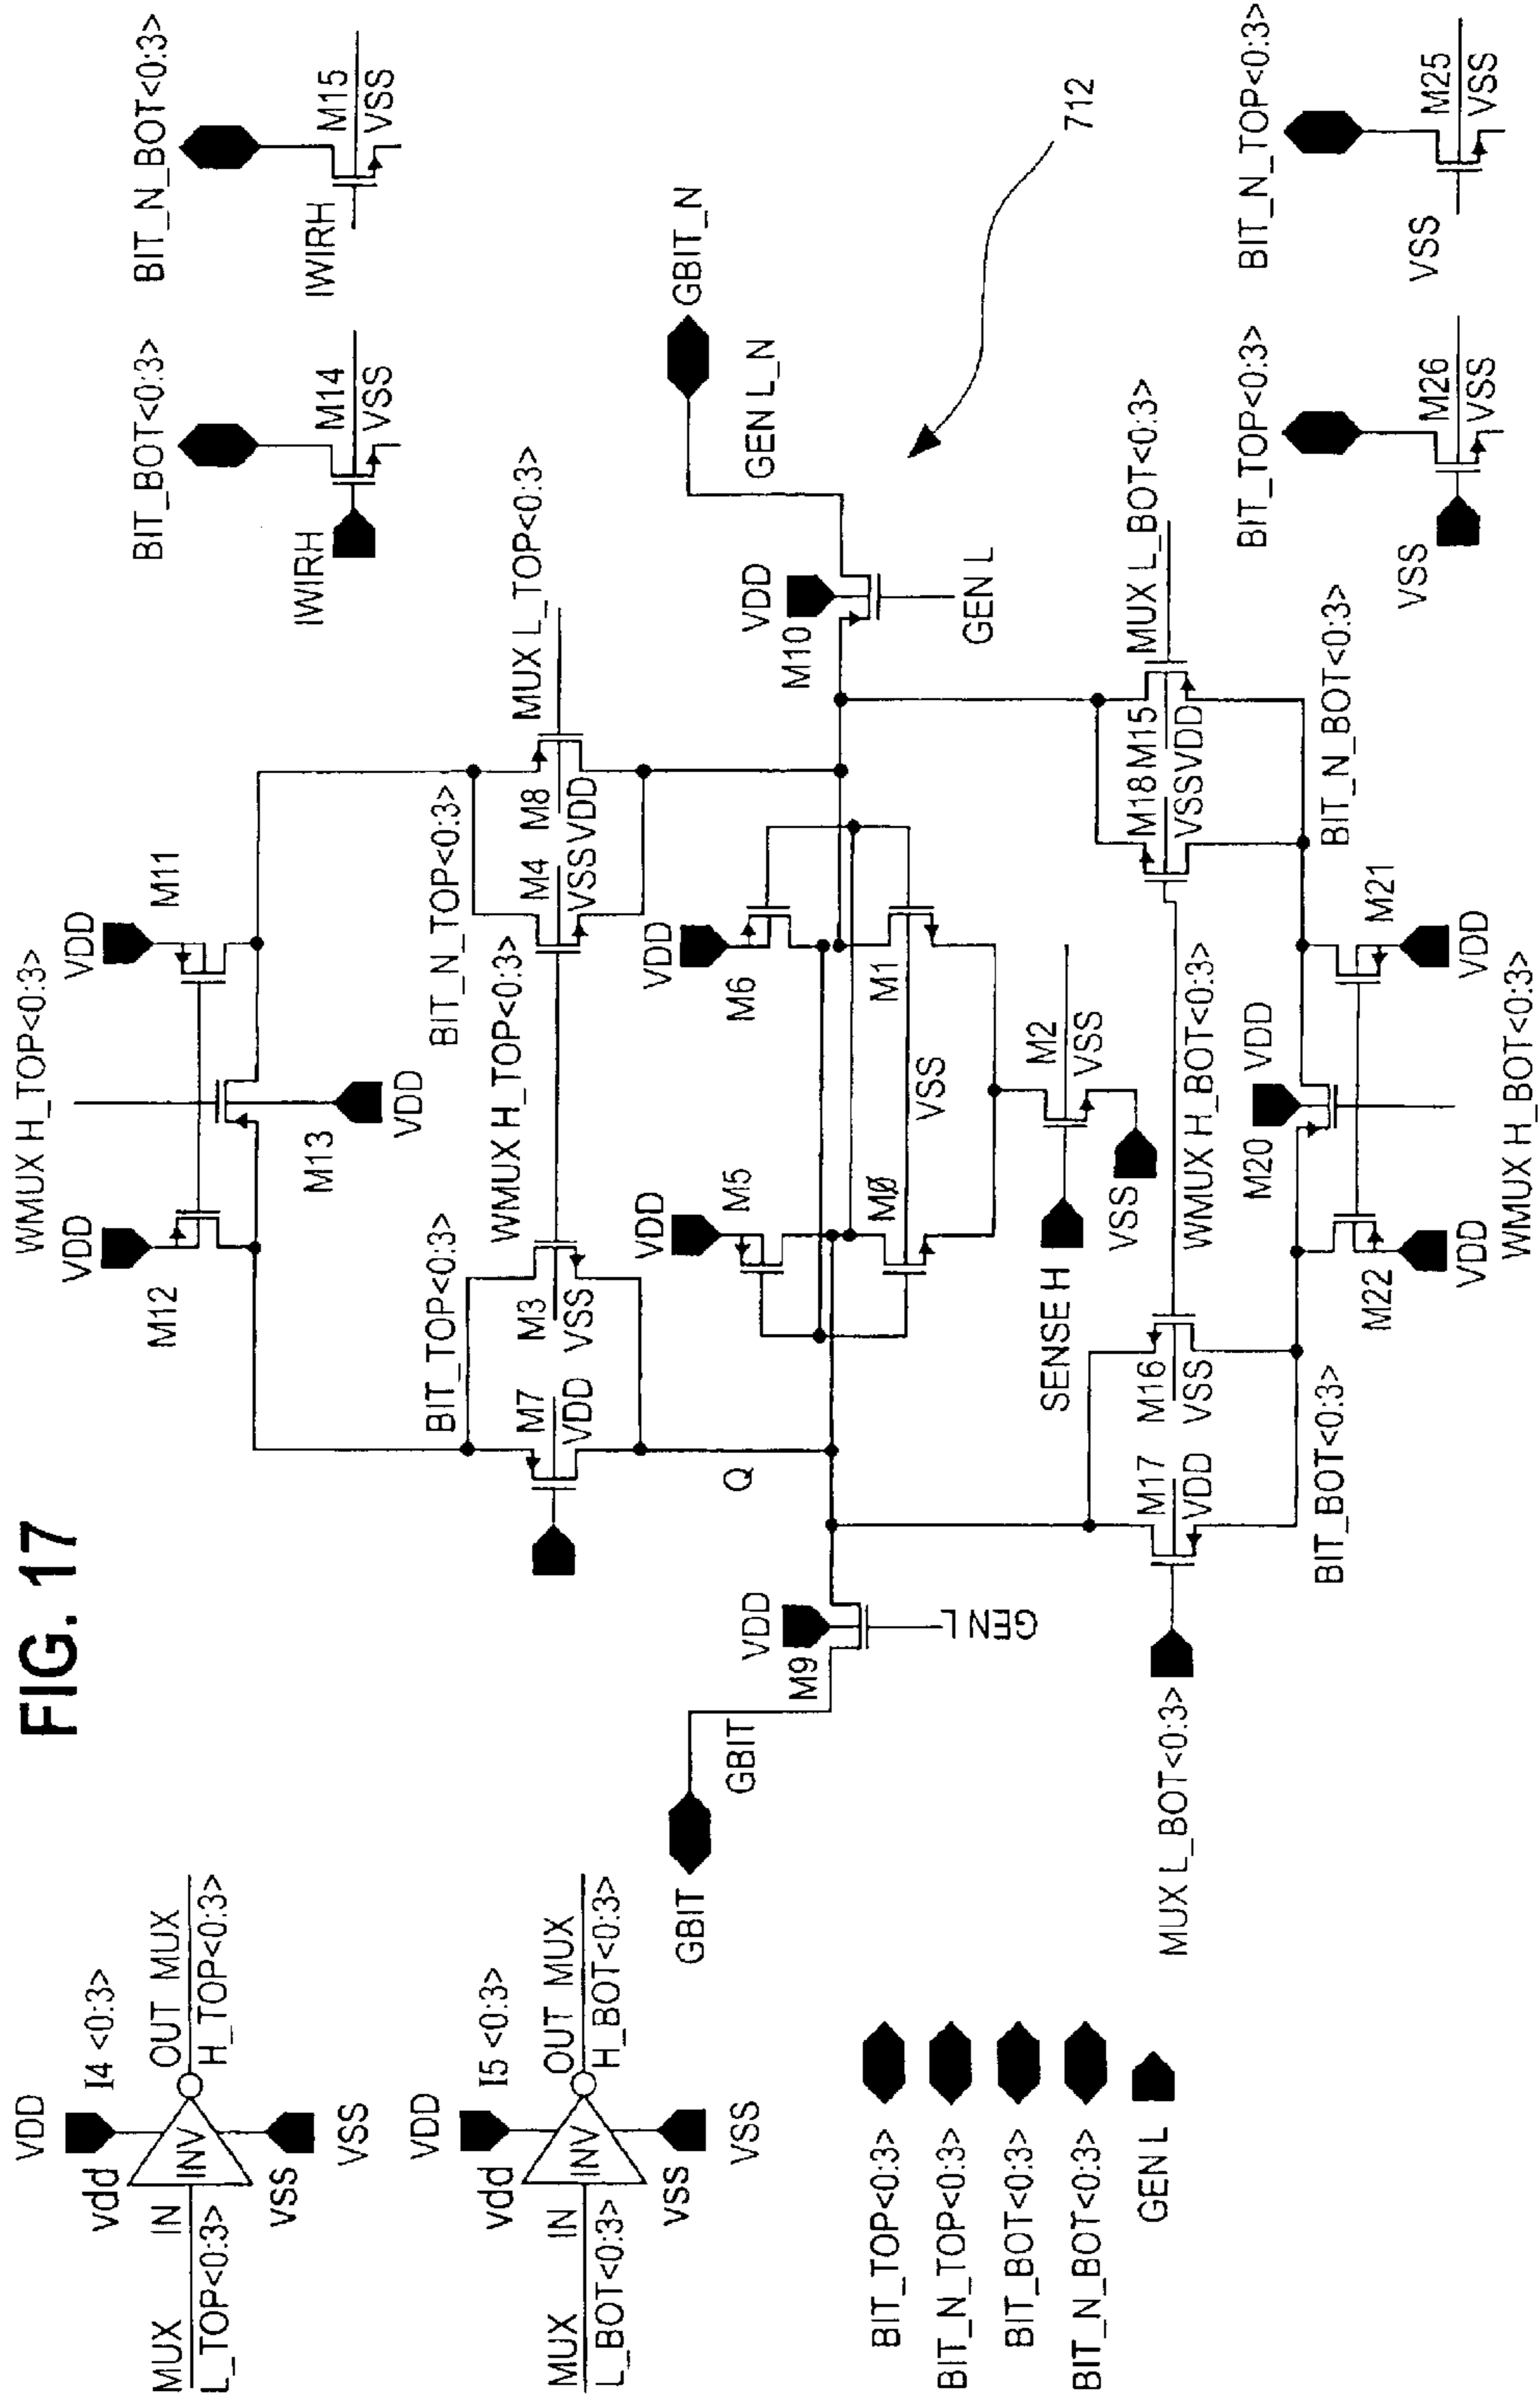 FIG. 17
VDD
I4 <0:3>
vdd
MUX
IN
L_TOP<0:3>
INV
OUT MUX
H_TOP<0:3>
VSS
VSS
VDD
I5 <0:3>
vdd
MUX
IN
L_BOT<0:3>
INV
OUT MUX
H_BOT<0:3>
VSS
VSS
BIT_TOP<0:3>
BIT_N_TOP<0:3>
BIT_BOT<0:3>
BIT_N_BOT<0:3>
GEN L
WMUX H_TOP<0:3>
VDD
M12
VDD
M11
M13
VDD
BIT_TOP<0:3>
M7
VDD
M3
VSS
WMUX H_TOP<0:3>
BIT_N_TOP<0:3>
M4
VSS
M8
VDD
MUX L_TOP<0:3>
GBIT
GBIT
M9
VDD
GEN L
Q
VDD
M5
VDD
M6
MØ
M1
VSS
SENSE H
M2
VSS
VSS
M10
VDD
GEN L
GEN L_N
GBIT_N
712
MUX L_BOT<0:3>
M17
VDD
M16
VSS
WMUX H_BOT<0:3>
M18
VSS
M15
VDD
MUX L_BOT<0:3>
BIT_BOT<0:3>
M22
VDD
M20
VDD
M21
VDD
BIT_N_BOT<0:3>
WMUX H_BOT<0:3>
BIT_BOT<0:3>
M14
VSS
IWIRH
BIT_N_BOT<0:3>
M15
VSS
IWIRH
BIT_TOP<0:3>
M26
VSS
VSS
BIT_N_TOP<0:3>
M25
VSS
VSS